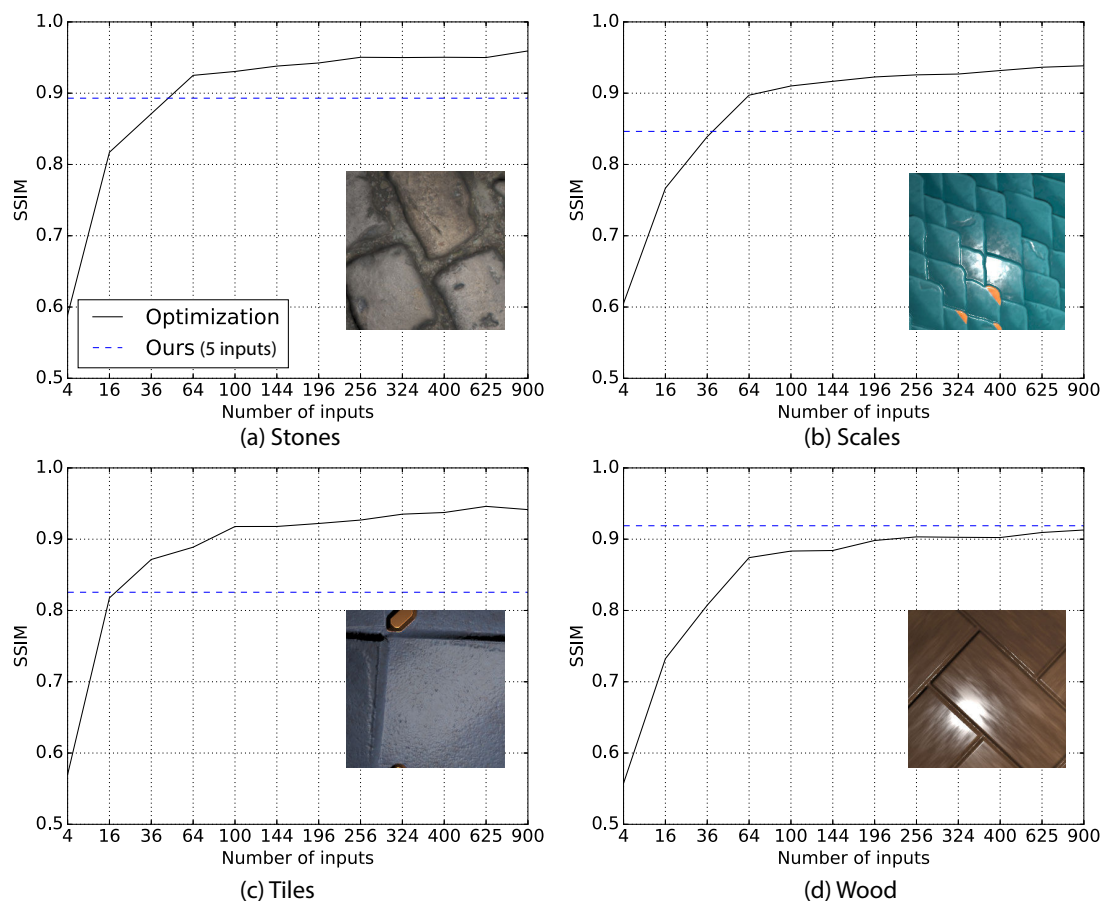 1.0
0.9
0.8
0.7
0.6
0.5
SSIM
Optimization
Ours (5 inputs)
4 16 36 64 100 144 196 256 324 400 625 900
Number of inputs
(a) Stones
1.0
0.9
0.8
0.7
0.6
0.5
SSIM
4 16 36 64 100 144 196 256 324 400 625 900
Number of inputs
(b) Scales
1.0
0.9
0.8
0.7
0.6
0.5
SSIM
4 16 36 64 100 144 196 256 324 400 625 900
Number of inputs
(c) Tiles
1.0
0.9
0.8
0.7
0.6
0.5
SSIM
4 16 36 64 100 144 196 256 324 400 625 900
Number of inputs
(d) Wood